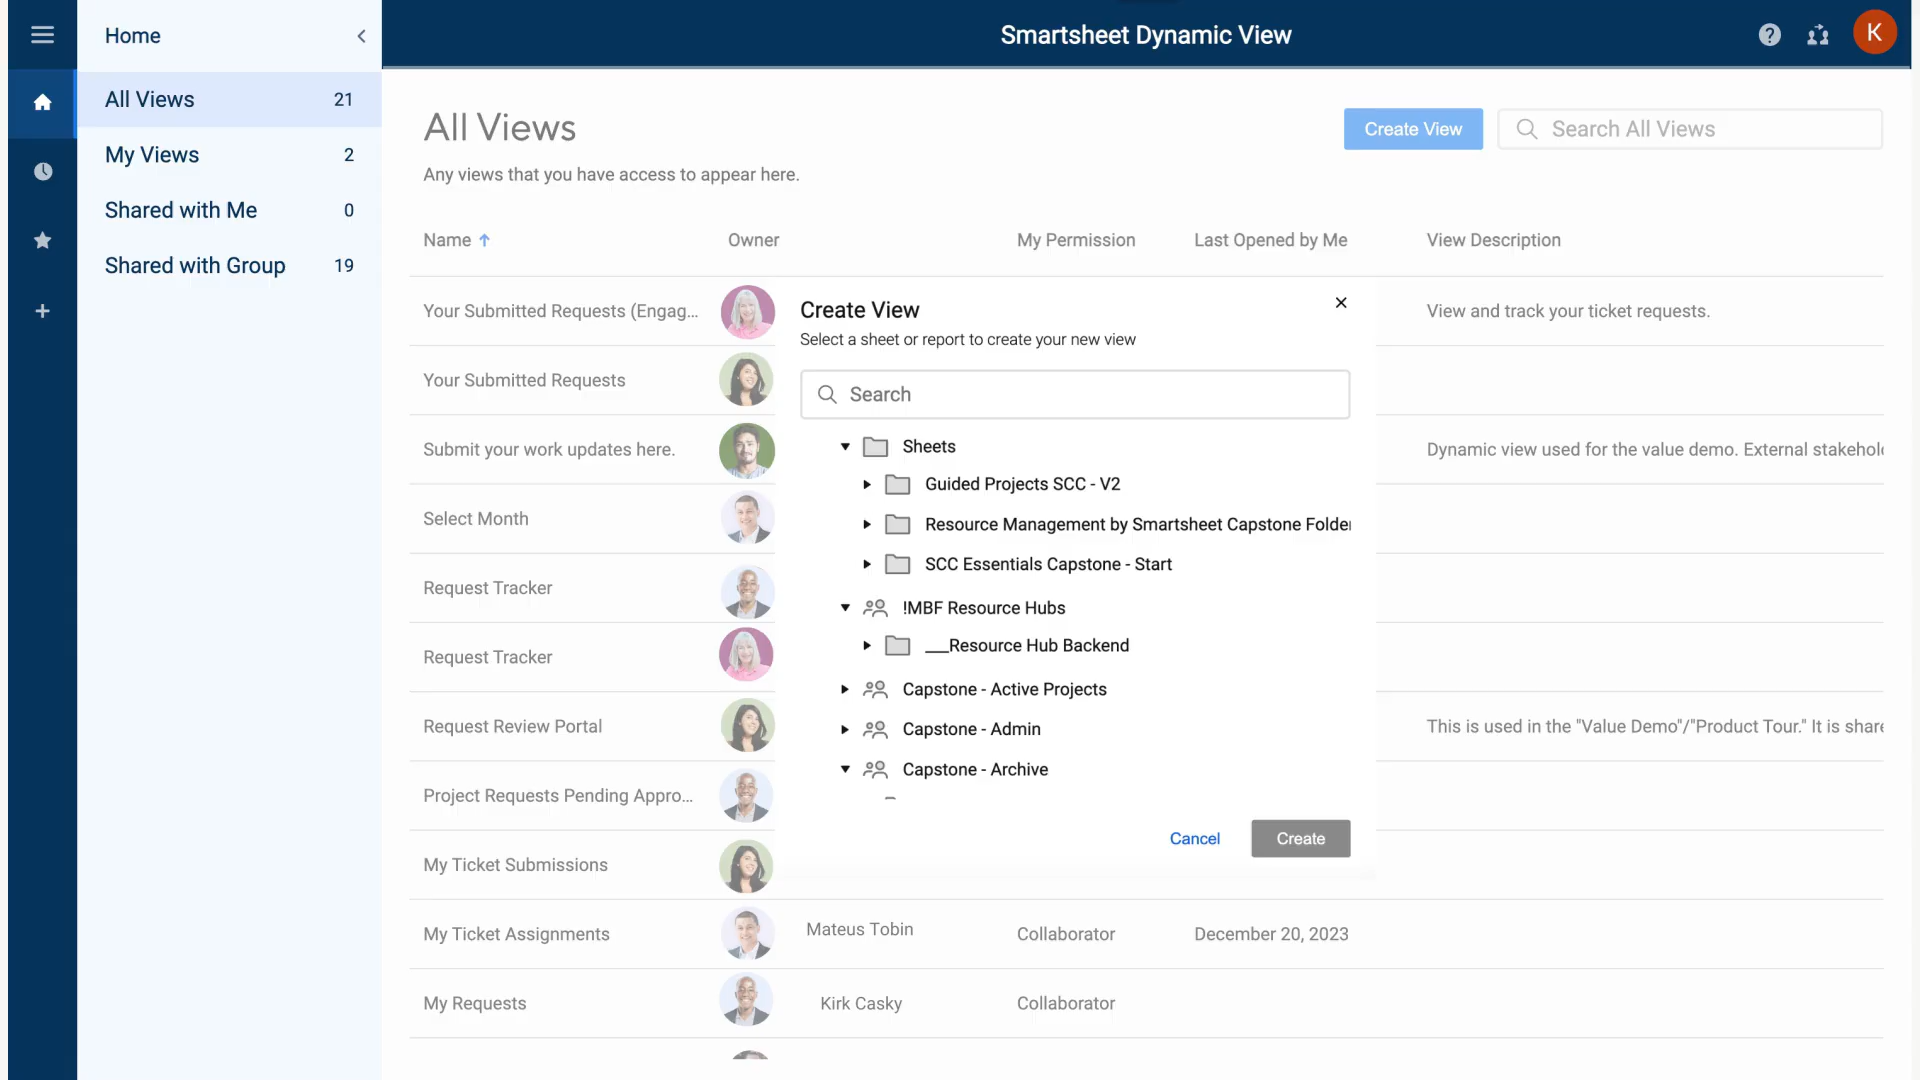 Home
Smartsheet Dynamic View
K
All Views 21
My Views 2
Shared with Me 0
Shared with Group 19
All Views
Create View
Search All Views
Any views that you have access to appear here.
Name Owner My Permission Last Opened by Me View Description
Your Submitted Requests (Engag... View and track your ticket requests.
Your Submitted Requests
Submit your work updates here. Dynamic view used for the value demo. External stakehol
Select Month
Request Tracker
Request Tracker
Request Review Portal This is used in the "Value Demo"/"Product Tour." It is share
Project Requests Pending Appro...
My Ticket Submissions
My Ticket Assignments Mateus Tobin Collaborator December 20, 2023
My Requests Kirk Casky Collaborator
Create View
Select a sheet or report to create your new view
Search
Sheets
Guided Projects SCC - V2
Resource Management by Smartsheet Capstone Folder
SCC Essentials Capstone - Start
!MBF Resource Hubs
___Resource Hub Backend
Capstone - Active Projects
Capstone - Admin
Capstone - Archive
Cancel
Create